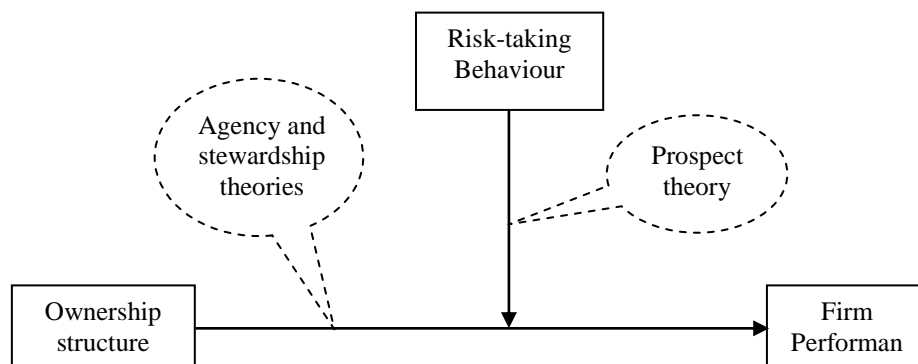 Risk-taking
Behaviour
Agency and
stewardship
theories
Prospect
theory
Ownership
structure
Firm
Performan